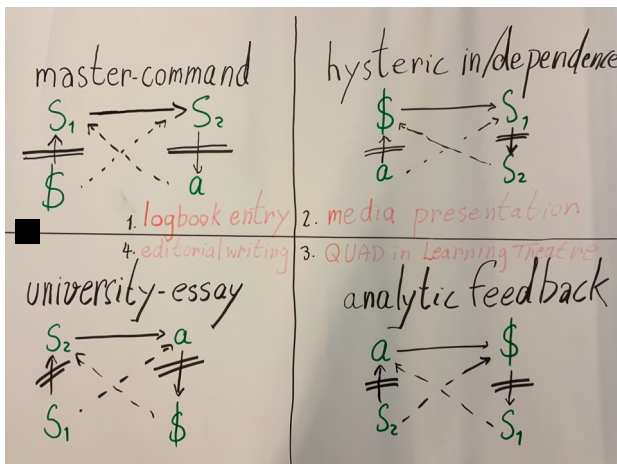 master-command
S₁ S₂
$ a
1. logbook entry
hysteric in/dependence
$ S₁
a S₂
2. media presentation
4. editorial writing
university-essay
S₂ a
S₁ $
3. QUAD in Learning Theatre
analytic feedback
a $
S₂ S₁